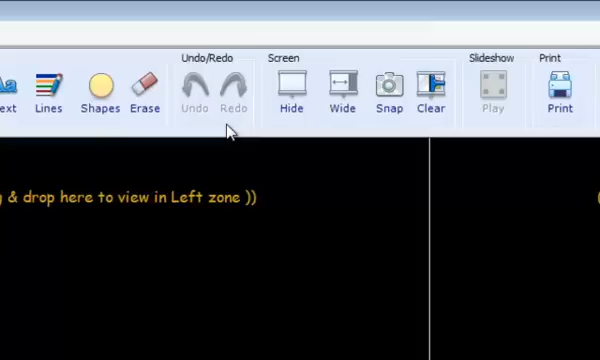 Undo/Redo Screen Slideshow Print
Lines Shapes Erase Undo Redo Hide Wide Snap Clear Play Print
& drop here to view in Left zone ))